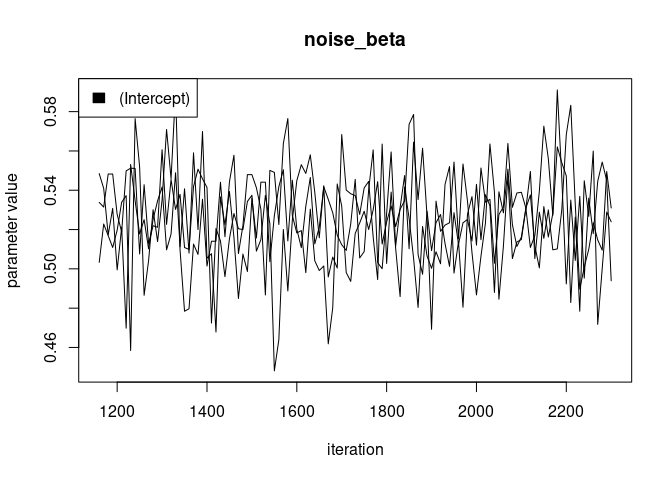 noise_beta
(Intercept)
parameter value
0.58
0.54
0.50
0.46
1200 1400 1600 1800 2000 2200
iteration